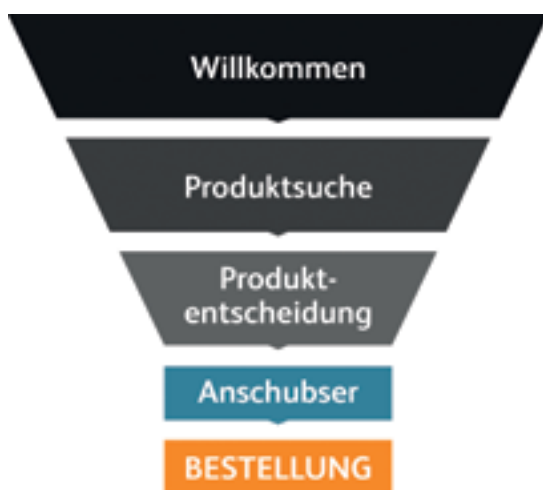 Willkommen
Produktsuche
Produkt-
entscheidung
Anschubser
BESTELLUNG